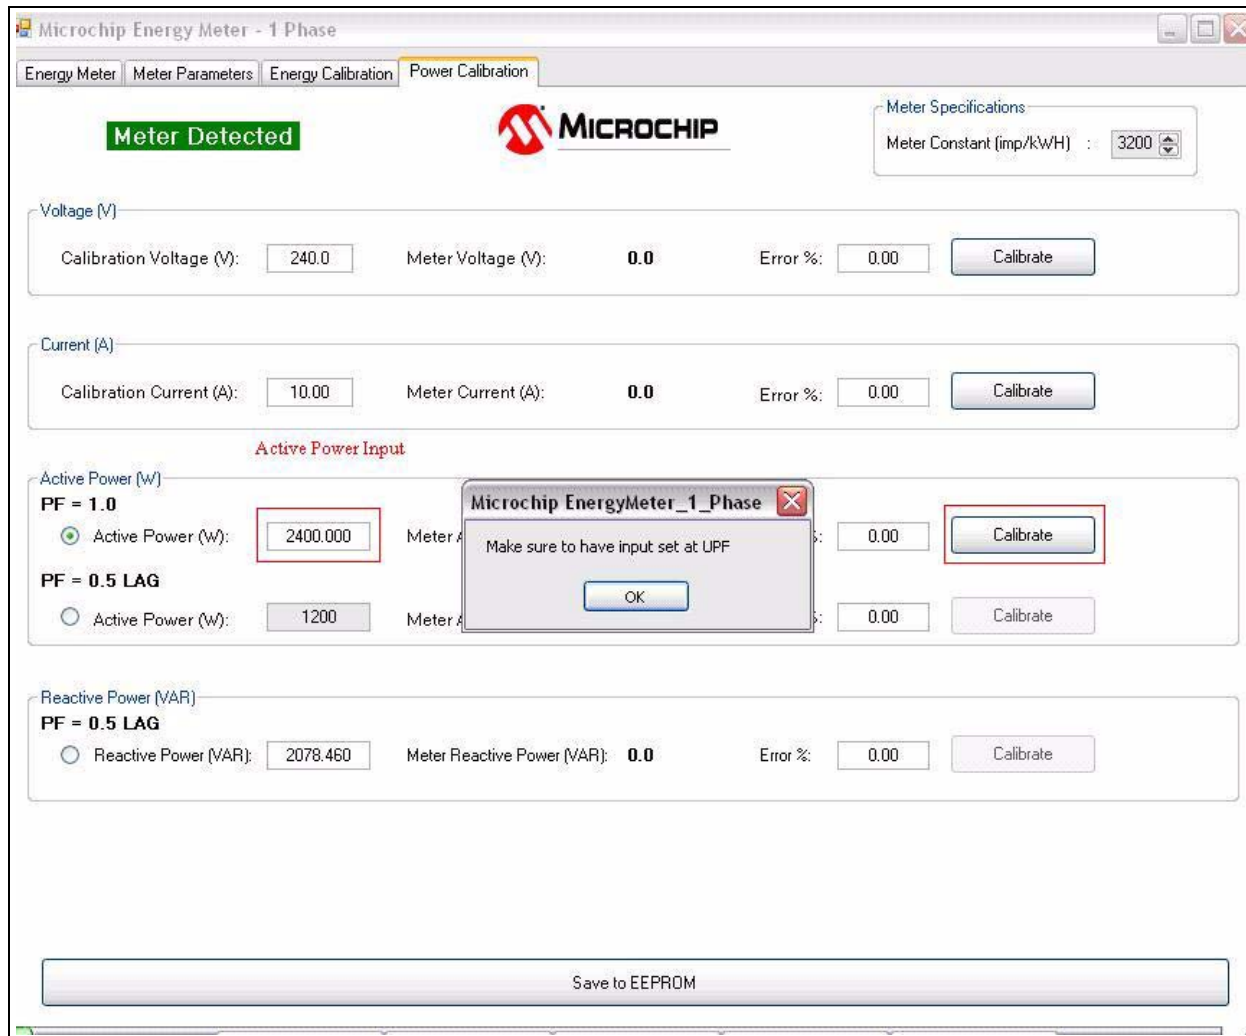 Microchip Energy Meter - 1 Phase
Energy Meter Meter Parameters Energy Calibration Power Calibration
Meter Detected
MICROCHIP
Meter Specifications
Meter Constant (imp/kWH) : 3200
Voltage (V)
Calibration Voltage (V): 240.0 Meter Voltage (V): 0.0 Error %: 0.00 Calibrate
Current (A)
Calibration Current (A): 10.00 Meter Current (A): 0.0 Error %: 0.00 Calibrate
Active Power Input
Active Power (W)
PF = 1.0
Active Power (W): 2400.000 Meter 0.00 Calibrate
Microchip EnergyMeter_1_Phase
Make sure to have input set at UPF
OK
PF = 0.5 LAG
Active Power (W): 1200 Meter 0.00 Calibrate
Reactive Power (VAR)
PF = 0.5 LAG
Reactive Power (VAR): 2078.460 Meter Reactive Power (VAR): 0.0 Error %: 0.00 Calibrate
Save to EEPROM